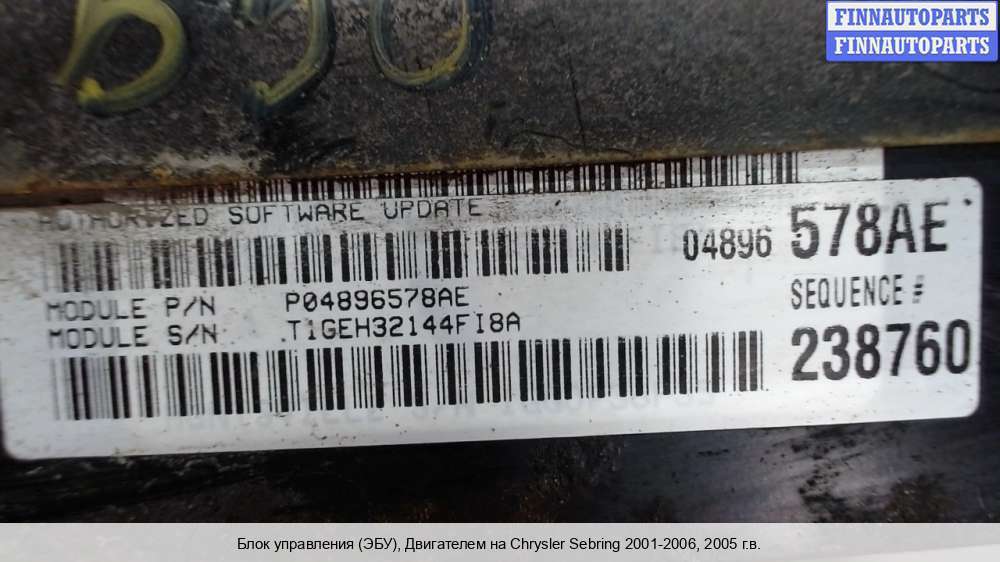 FINNAUTOPARTS
FINNAUTOPARTS
AUTHORIZED SOFTWARE UPDATE
04896 578AE
MODULE P/N P04896578AE
SEQUENCE #
MODULE S/N T1GEH32144FI8A
238760
Блок управления (ЭБУ), Двигателем на Chrysler Sebring 2001-2006, 2005 г.в.